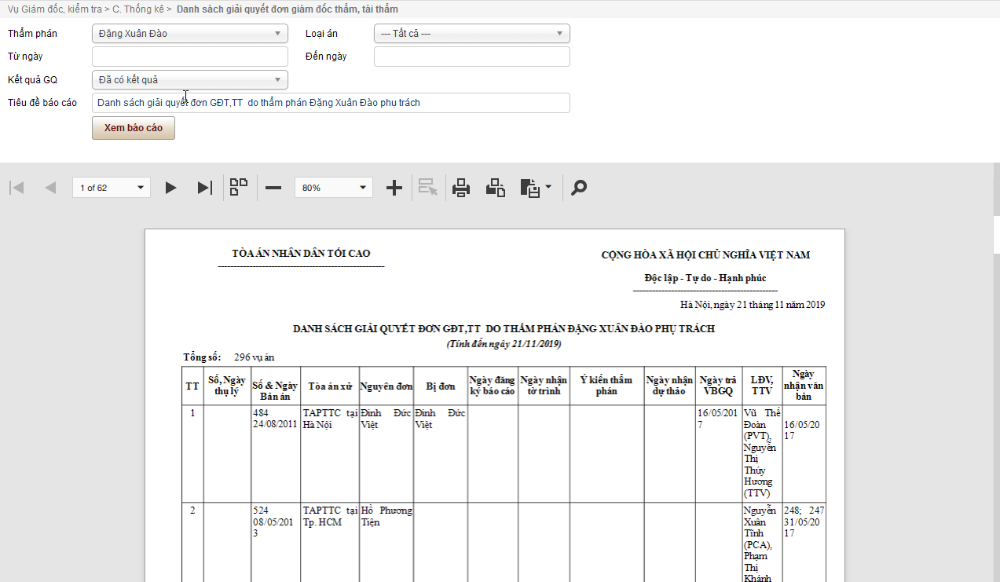 Vụ Giám đốc, kiểm tra > C. Thống kê > Danh sách giải quyết đơn giám đốc thẩm, tái thẩm
Thẩm phán Đặng Xuân Đào Loại án --- Tất cả ---
Từ ngày Đến ngày
Kết quả GQ Đã có kết quả
Tiêu đề báo cáo Danh sách giải quyết đơn GĐT,TT do thẩm phán Đặng Xuân Đào phụ trách
Xem báo cáo
1 of 62 80%
TÒA ÁN NHÂN DÂN TỐI CAO
CỘNG HÒA XÃ HỘI CHỦ NGHĨA VIỆT NAM
Độc lập - Tự do - Hạnh phúc
Hà Nội, ngày 21 tháng 11 năm 2019
DANH SÁCH GIẢI QUYẾT ĐƠN GĐT,TT DO THẨM PHÁN ĐẶNG XUÂN ĐÀO PHỤ TRÁCH
(Tính đến ngày 21/11/2019)
Tổng số: 296 vụ án
TT
Số, Ngày
thụ lý
Số & Ngày
Bản án
Tòa án xử
Nguyên đơn
Bị đơn
Ngày đăng
ký báo cáo
Ngày nhận
tờ trình
Ý kiến thẩm
phán
Ngày nhận
dự thảo
Ngày trả
VBGQ
LĐV,
TTV
Ngày
nhận văn
bản
1
484
24/08/2011
TAPTTC tại
Hà Nội
Đinh Đức
Việt
Đinh Đức
Việt
16/05/201
7
Vũ Thế
Đoàn
(PVT),
Nguyễn
Thị
Thúy
Hương
(TTV)
16/05/20
17
2
524
08/05/201
3
TAPTTC tại
Tp. HCM
Hồ Phương
Tiện
Nguyễn
Xuân
Tĩnh
(PCA),
Phạm
Thị
Khánh
248; 247
31/05/20
17